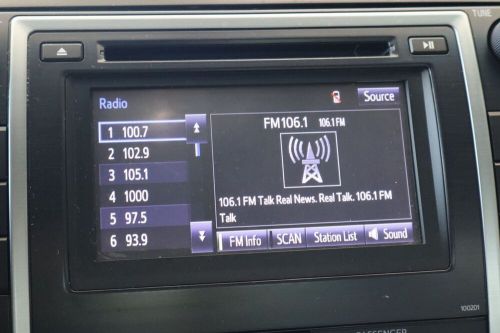 TUNE
Radio
Source
1 100.7
2 102.9
3 105.1
4 1000
5 97.5
6 93.9
FM106.1 106.1 FM
106.1 FM Talk Real News. Real Talk. 106.1 FM
Talk
FM Info
SCAN
Station List
Sound
100201
PASSENGER